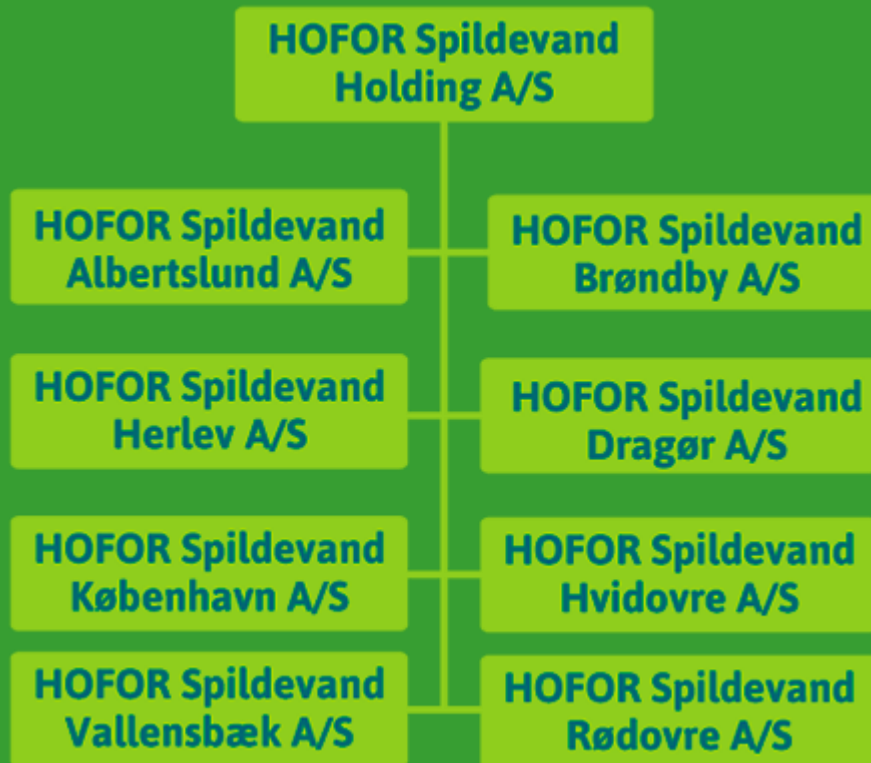 HOFOR Spildevand
Holding A/S
HOFOR Spildevand
Albertslund A/S
HOFOR Spildevand
Brøndby A/S
HOFOR Spildevand
Herlev A/S
HOFOR Spildevand
Dragør A/S
HOFOR Spildevand
København A/S
HOFOR Spildevand
Hvidovre A/S
HOFOR Spildevand
Vallensbæk A/S
HOFOR Spildevand
Rødovre A/S